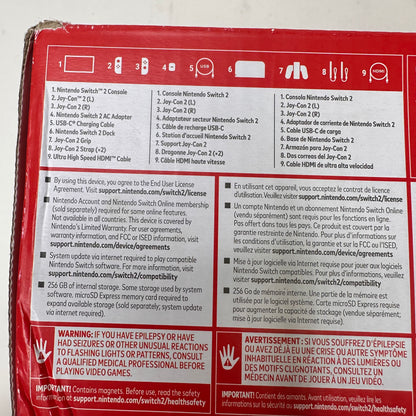 1
2
3
4
5 USB
6
7
8
9 HDMI
1. Nintendo Switch™ 2 Console
2. Joy-Con™ 2 (L)
3. Joy-Con 2 (R)
4. Nintendo Switch 2 AC Adapter
5. USB-C® Charging Cable
6. Nintendo Switch 2 Dock
7. Joy-Con 2 Grip
8. Joy-Con 2 Strap (×2)
9. Ultra High Speed HDMI™ Cable
1. Console Nintendo Switch 2
2. Joy-Con 2 (L)
3. Joy-Con 2 (R)
4. Adaptateur secteur Nintendo Switch 2
5. Câble de recharge USB-C
6. Station d'accueil Nintendo Switch 2
7. Support Joy-Con 2
8. Dragonne Joy-Con 2 (×2)
9. Câble HDMI haute vitesse
1. Consola Nintendo Switch 2
2. Joy-Con 2 (L)
3. Joy-Con 2 (R)
4. Adaptador de corriente de Nintendo Switch 2
5. Cable USB-C de carga
6. Base de Nintendo Switch 2
7. Armazón para Joy-Con 2
8. Dos correas del Joy-Con 2
9. Cable HDMI de ultra alta velocidad
By using this device, you agree to the End User License
Agreement. Visit support.nintendo.com/switch2/license
Nintendo Account and Nintendo Switch Online membership
(sold separately) required for some online features.
Not available in all countries. This device is covered by
Nintendo's Limited Warranty. For user agreements,
warranty information, and FCC/ISED information, visit
support.nintendo.com/device/agreements
System update via internet required to play compatible
Nintendo Switch software. For more information, visit
support.nintendo.com/switch2/compatibility
256 GB of internal storage. Some storage used by system
software. microSD Express memory card required to
expand available storage (sold separately; system update
via internet required).
En utilisant cet appareil, vous acceptez le contrat de licence
d'utilisation. Veuillez visiter support.nintendo.com/switch2/license
Un compte Nintendo et un abonnement Nintendo Switch Online
(vendu séparément) sont requis pour les fonctions en ligne.
Pas offert dans tous les pays. Ce produit est couvert par la
garantie restreinte de Nintendo. Pour plus d'informations sur
les conditions d'utilisation, la garantie et sur la FCC / l'ISED,
veuillez visiter support.nintendo.com/device/agreements
Mise à jour logicielle via Internet requise pour jouer aux logiciels
Nintendo Switch compatibles. Pour plus d'informations, veuillez
visiter support.nintendo.com/switch2/compatibility
256 Go de mémoire interne. Une partie de la mémoire est
utilisée par le logiciel système. Carte microSD Express requise
pour augmenter la capacité de stockage (vendue séparément;
mise à jour système via Internet requise).
WARNING: IF YOU HAVE EPILEPSY OR HAVE
HAD SEIZURES OR OTHER UNUSUAL REACTIONS
TO FLASHING LIGHTS OR PATTERNS, CONSULT
A QUALIFIED MEDICAL PROFESSIONAL BEFORE
PLAYING VIDEO GAMES.
IMPORTANT! Contains magnets. Before use, read the
important information at support.nintendo.com/switch2/healthsafety
AVERTISSEMENT: SI VOUS SOUFFREZ D'ÉPILEPSIE
OU AVEZ DÉJÀ EU UNE CRISE OU AUTRE SYMPTÔME
INHABITUELLE EN RÉACTION À DES LUMIÈRES OU
DES MOTIFS CLIGNOTANTS, CONSULTEZ UN
MÉDECIN AVANT DE JOUER À UN JEU VIDÉO.
IMPORTANT! Contient des aimants. Avant utilisation, veuillez lire les
informations sur la sécurité support.nintendo.com/switch2/healthsafety